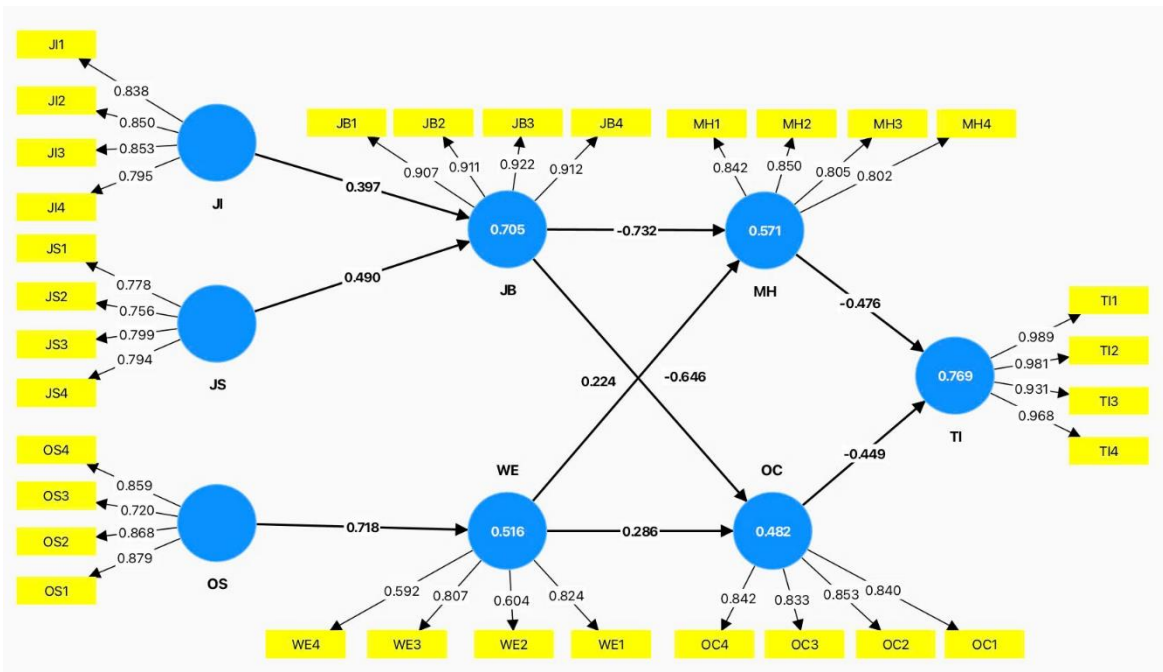 JI1
JI2
JI3
JI4
0.838
0.850
0.853
0.795
JI
JS1
JS2
JS3
JS4
0.778
0.756
0.799
0.794
JS
OS4
OS3
OS2
OS1
0.859
0.720
0.868
0.879
OS
0.397
0.490
0.718
JB1
JB2
JB3
JB4
0.907
0.911
0.922
0.912
0.705
JB
-0.732
0.224
-0.646
WE
0.516
0.286
0.592
0.807
0.604
0.824
WE4
WE3
WE2
WE1
MH1
MH2
MH3
MH4
0.842
0.850
0.805
0.802
0.571
MH
-0.476
OC
0.482
-0.449
0.842
0.833
0.853
0.840
OC4
OC3
OC2
OC1
0.769
TI
0.989
0.981
0.931
0.968
TI1
TI2
TI3
TI4